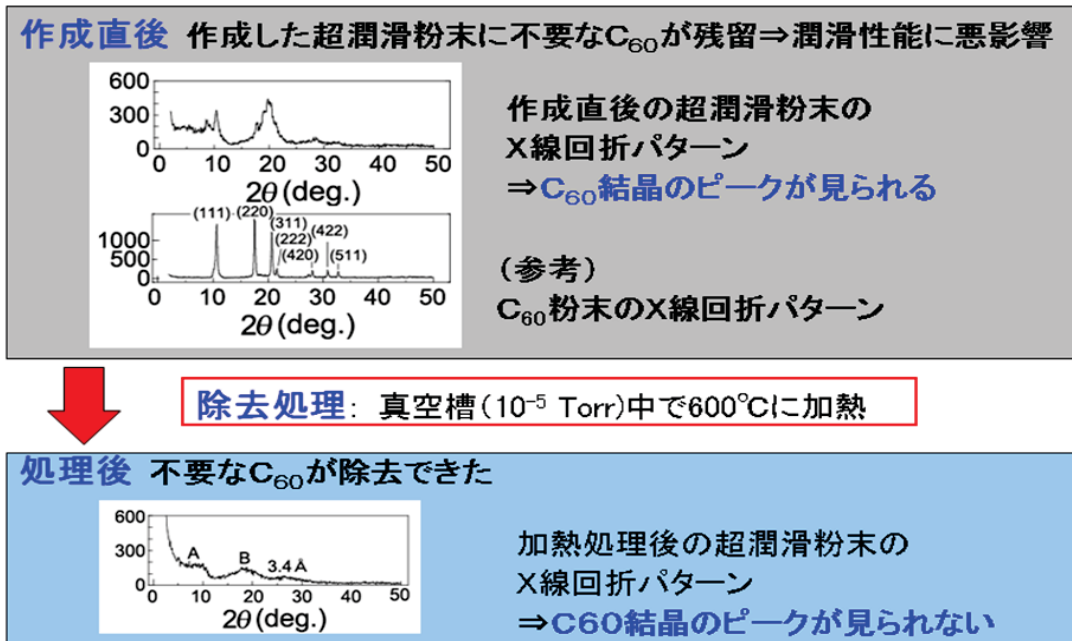 作成直後 作成した超潤滑粉末に不要なC60が残留⇒潤滑性能に悪影響
600
300
0
0 10 20 30 40 50
2θ(deg.)
作成直後の超潤滑粉末の
X線回折パターン
⇒C60結晶のピークが見られる
(111) (220)
(311)
(222) (422)
(420) (511)
1000
500
0
0 10 20 30 40 50
2θ(deg.)
(参考)
C60粉末のX線回折パターン
除去処理: 真空槽(10⁻⁵ Torr)中で600℃に加熱
処理後 不要なC60が除去できた
600
300
0
A B 3.4Å
0 10 20 30 40 50
2θ(deg.)
加熱処理後の超潤滑粉末の
X線回折パターン
⇒C60結晶のピークが見られない